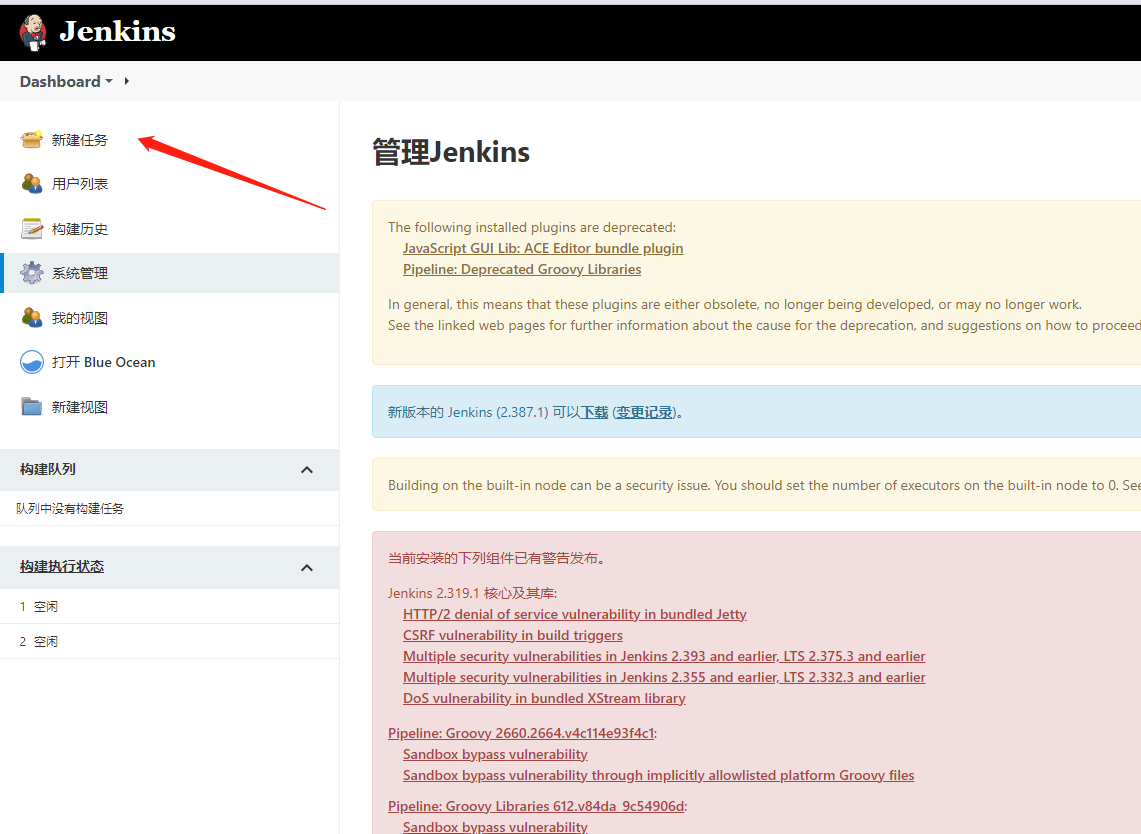 Jenkins
Dashboard
新建任务
用户列表
构建历史
系统管理
我的视图
打开 Blue Ocean
新建视图
构建队列
队列中没有构建任务
构建执行状态
1 空闲
2 空闲
管理Jenkins
The following installed plugins are deprecated:
JavaScript GUI Lib: ACE Editor bundle plugin
Pipeline: Deprecated Groovy Libraries
In general, this means that these plugins are either obsolete, no longer being developed, or may no longer work.
See the linked web pages for further information about the cause for the deprecation, and suggestions on how to proceed
新版本的 Jenkins (2.387.1) 可以下载 (变更记录)。
Building on the built-in node can be a security issue. You should set the number of executors on the built-in node to 0. See
当前安装的下列组件已有警告发布。
Jenkins 2.319.1 核心及其库:
HTTP/2 denial of service vulnerability in bundled Jetty
CSRF vulnerability in build triggers
Multiple security vulnerabilities in Jenkins 2.393 and earlier, LTS 2.375.3 and earlier
Multiple security vulnerabilities in Jenkins 2.355 and earlier, LTS 2.332.3 and earlier
DoS vulnerability in bundled XStream library
Pipeline: Groovy 2660.2664.v4c114e93f4c1:
Sandbox bypass vulnerability
Sandbox bypass vulnerability through implicitly allowlisted platform Groovy files
Pipeline: Groovy Libraries 612.v84da_9c54906d:
Sandbox bypass vulnerability